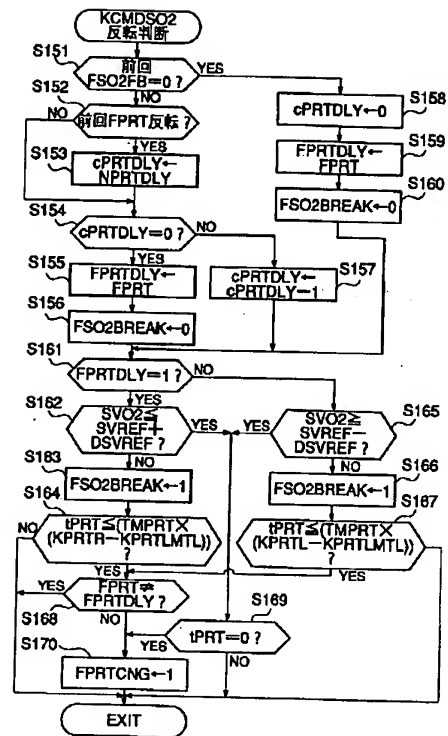 KCMDSO2
反転判断
S151
前回
FSO2FB=0?
YES
NO
S152
前回FPRT反転?
NO
YES
S153
cPRTDLY←
NPRTDLY
S158
cPRTDLY←0
S159
FPRTDLY←
FPRT
S160
FSO2BREAK←0
S154
cPRTDLY=0?
NO
YES
S155
FPRTDLY←
FPRT
S157
cPRTDLY←
cPRTDLY-1
S156
FSO2BREAK←0
S161
FPRTDLY=1?
NO
YES
S162
SVO2≦
SVREF+
DSVREF
?
YES
NO
S165
SVO2≧
SVREF-
DSVREF
?
YES
NO
S163
FSO2BREAK←1
S166
FSO2BREAK←1
S164
tPRT≦(TMPRT×
(KPRTR-KPRTLMTL))
?
NO
YES
S167
tPRT≦(TMPRT×
(KPRTL-KPRTLMTL))
?
YES
NO
S168
FPRT≠
FPRTDLY?
YES
NO
S169
tPRT=0?
YES
NO
S170
FPRTCNG←1
EXIT